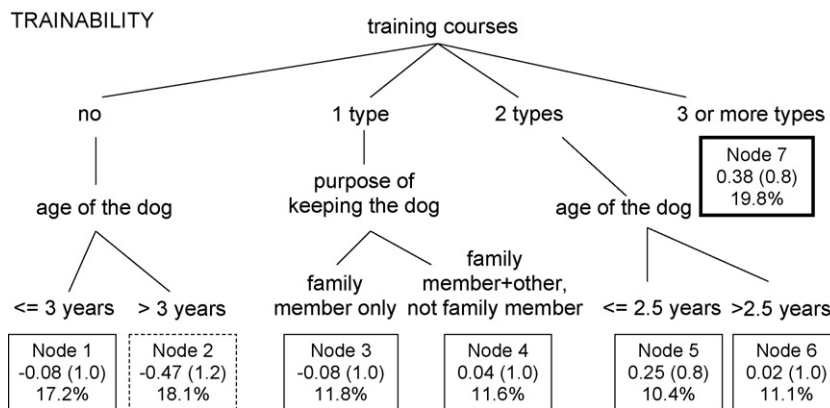 TRAINABILITY
training courses
no
1 type
2 types
3 or more types
Node 7
0.38 (0.8)
19.8%
age of the dog
purpose of
keeping the dog
age of the dog
<= 3 years
> 3 years
family
member only
family
member+other,
not family member
<= 2.5 years
>2.5 years
Node 1
-0.08 (1.0)
17.2%
Node 2
-0.47 (1.2)
18.1%
Node 3
-0.08 (1.0)
11.8%
Node 4
0.04 (1.0)
11.6%
Node 5
0.25 (0.8)
10.4%
Node 6
0.02 (1.0)
11.1%